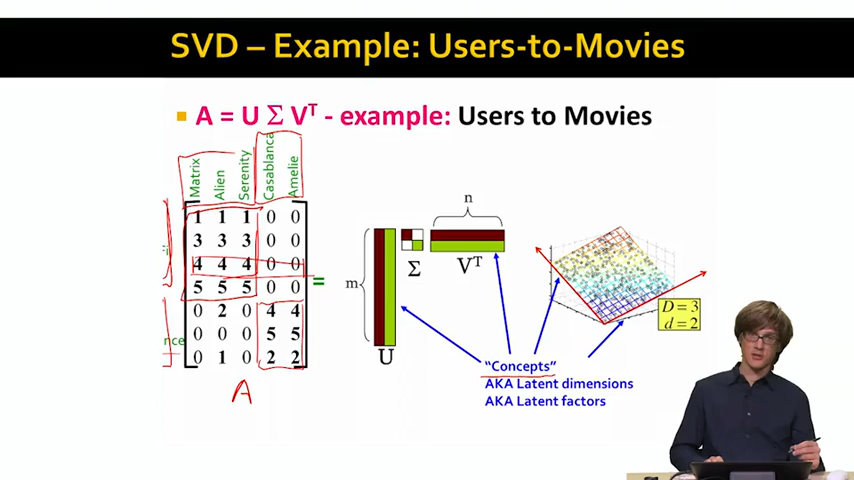 SVD – Example: Users-to-Movies
A = U Σ Vᵀ - example: Users to Movies
Matrix
Alien
Serenity
Casablanca
Amelie
1 1 1 0 0
3 3 3 0 0
4 4 4 0 0
5 5 5 0 0
0 2 0 4 4
0 0 0 5 5
0 1 0 2 2
A
=
m
U
Σ
n
Vᵀ
D = 3
d = 2
"Concepts"
AKA Latent dimensions
AKA Latent factors